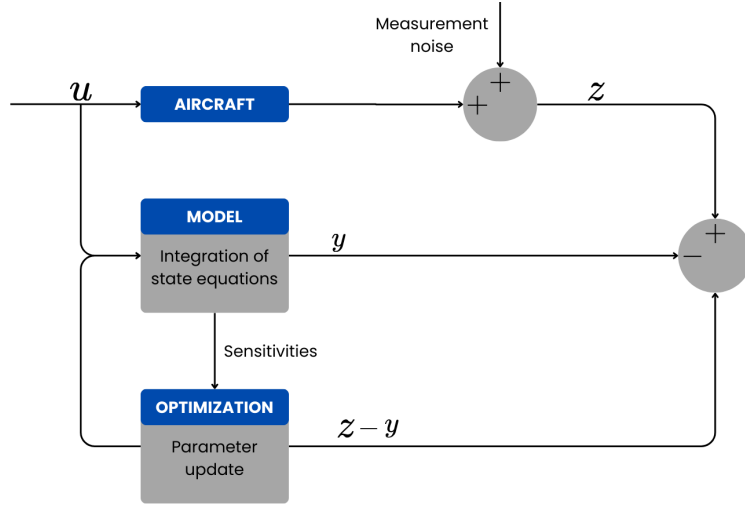 Measurement
noise
u
AIRCRAFT
+
+
z
MODEL
Integration of
state equations
y
+
−
Sensitivities
OPTIMIZATION
Parameter
update
z − y